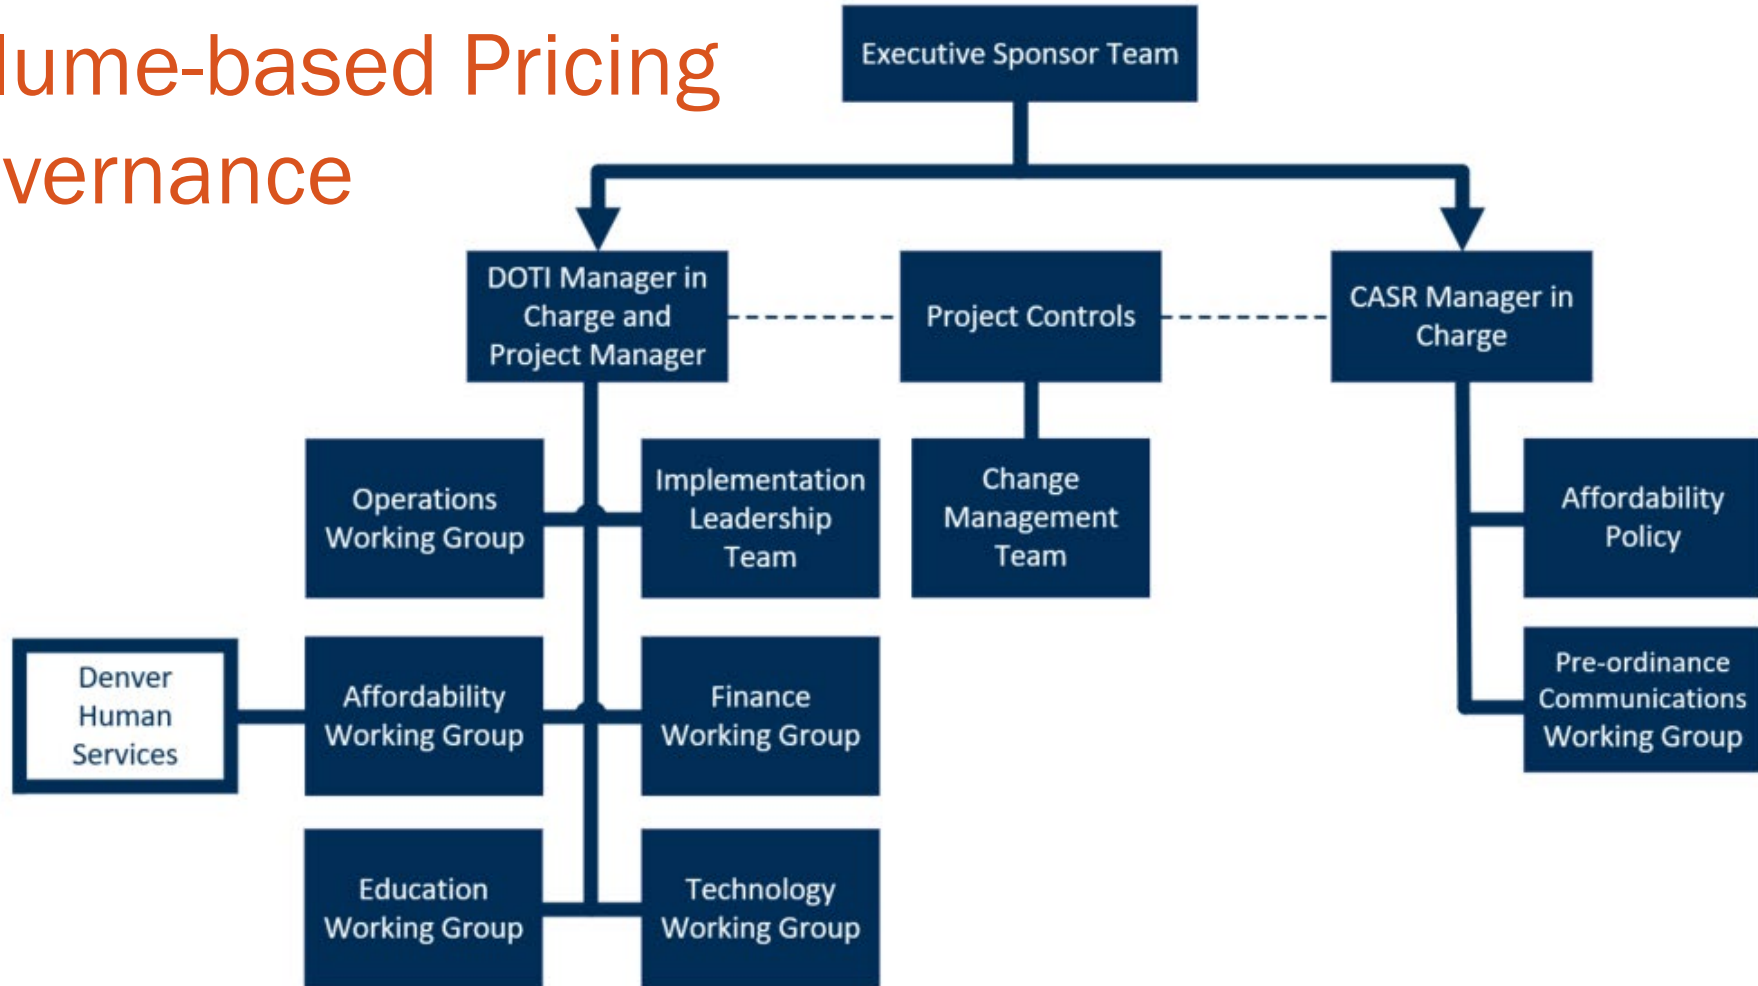 lume-based Pricing
vernance
Executive Sponsor Team
DOTI Manager in
Charge and
Project Manager
Project Controls
CASR Manager in
Charge
Operations
Working Group
Implementation
Leadership
Team
Change
Management
Team
Affordability
Policy
Denver
Human
Services
Affordability
Working Group
Finance
Working Group
Pre-ordinance
Communications
Working Group
Education
Working Group
Technology
Working Group